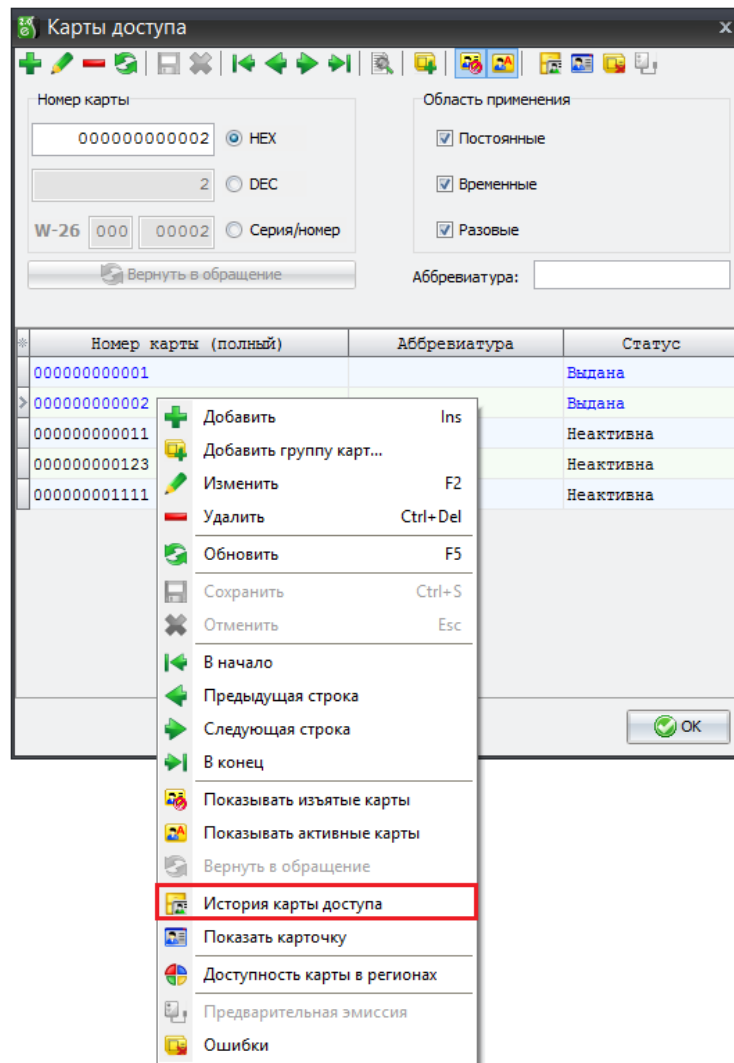 Карты доступа
x
Номер карты
Область применения
000000000002 HEX
Постоянные
2 DEC
Временные
W-26 000 00002 Серия/номер
Разовые
Вернуть в обращение
Аббревиатура:
Номер карты (полный) Аббревиатура Статус
000000000001 Выдана
000000000002 Выдана
000000000011 Неактивна
000000000123 Неактивна
000000001111 Неактивна
Добавить Ins
Добавить группу карт...
Изменить F2
Удалить Ctrl+Del
Обновить F5
Сохранить Ctrl+S
Отменить Esc
В начало
Предыдущая строка
Следующая строка
OK
В конец
Показывать изъятые карты
Показывать активные карты
Вернуть в обращение
История карты доступа
Показать карточку
Доступность карты в регионах
Предварительная эмиссия
Ошибки